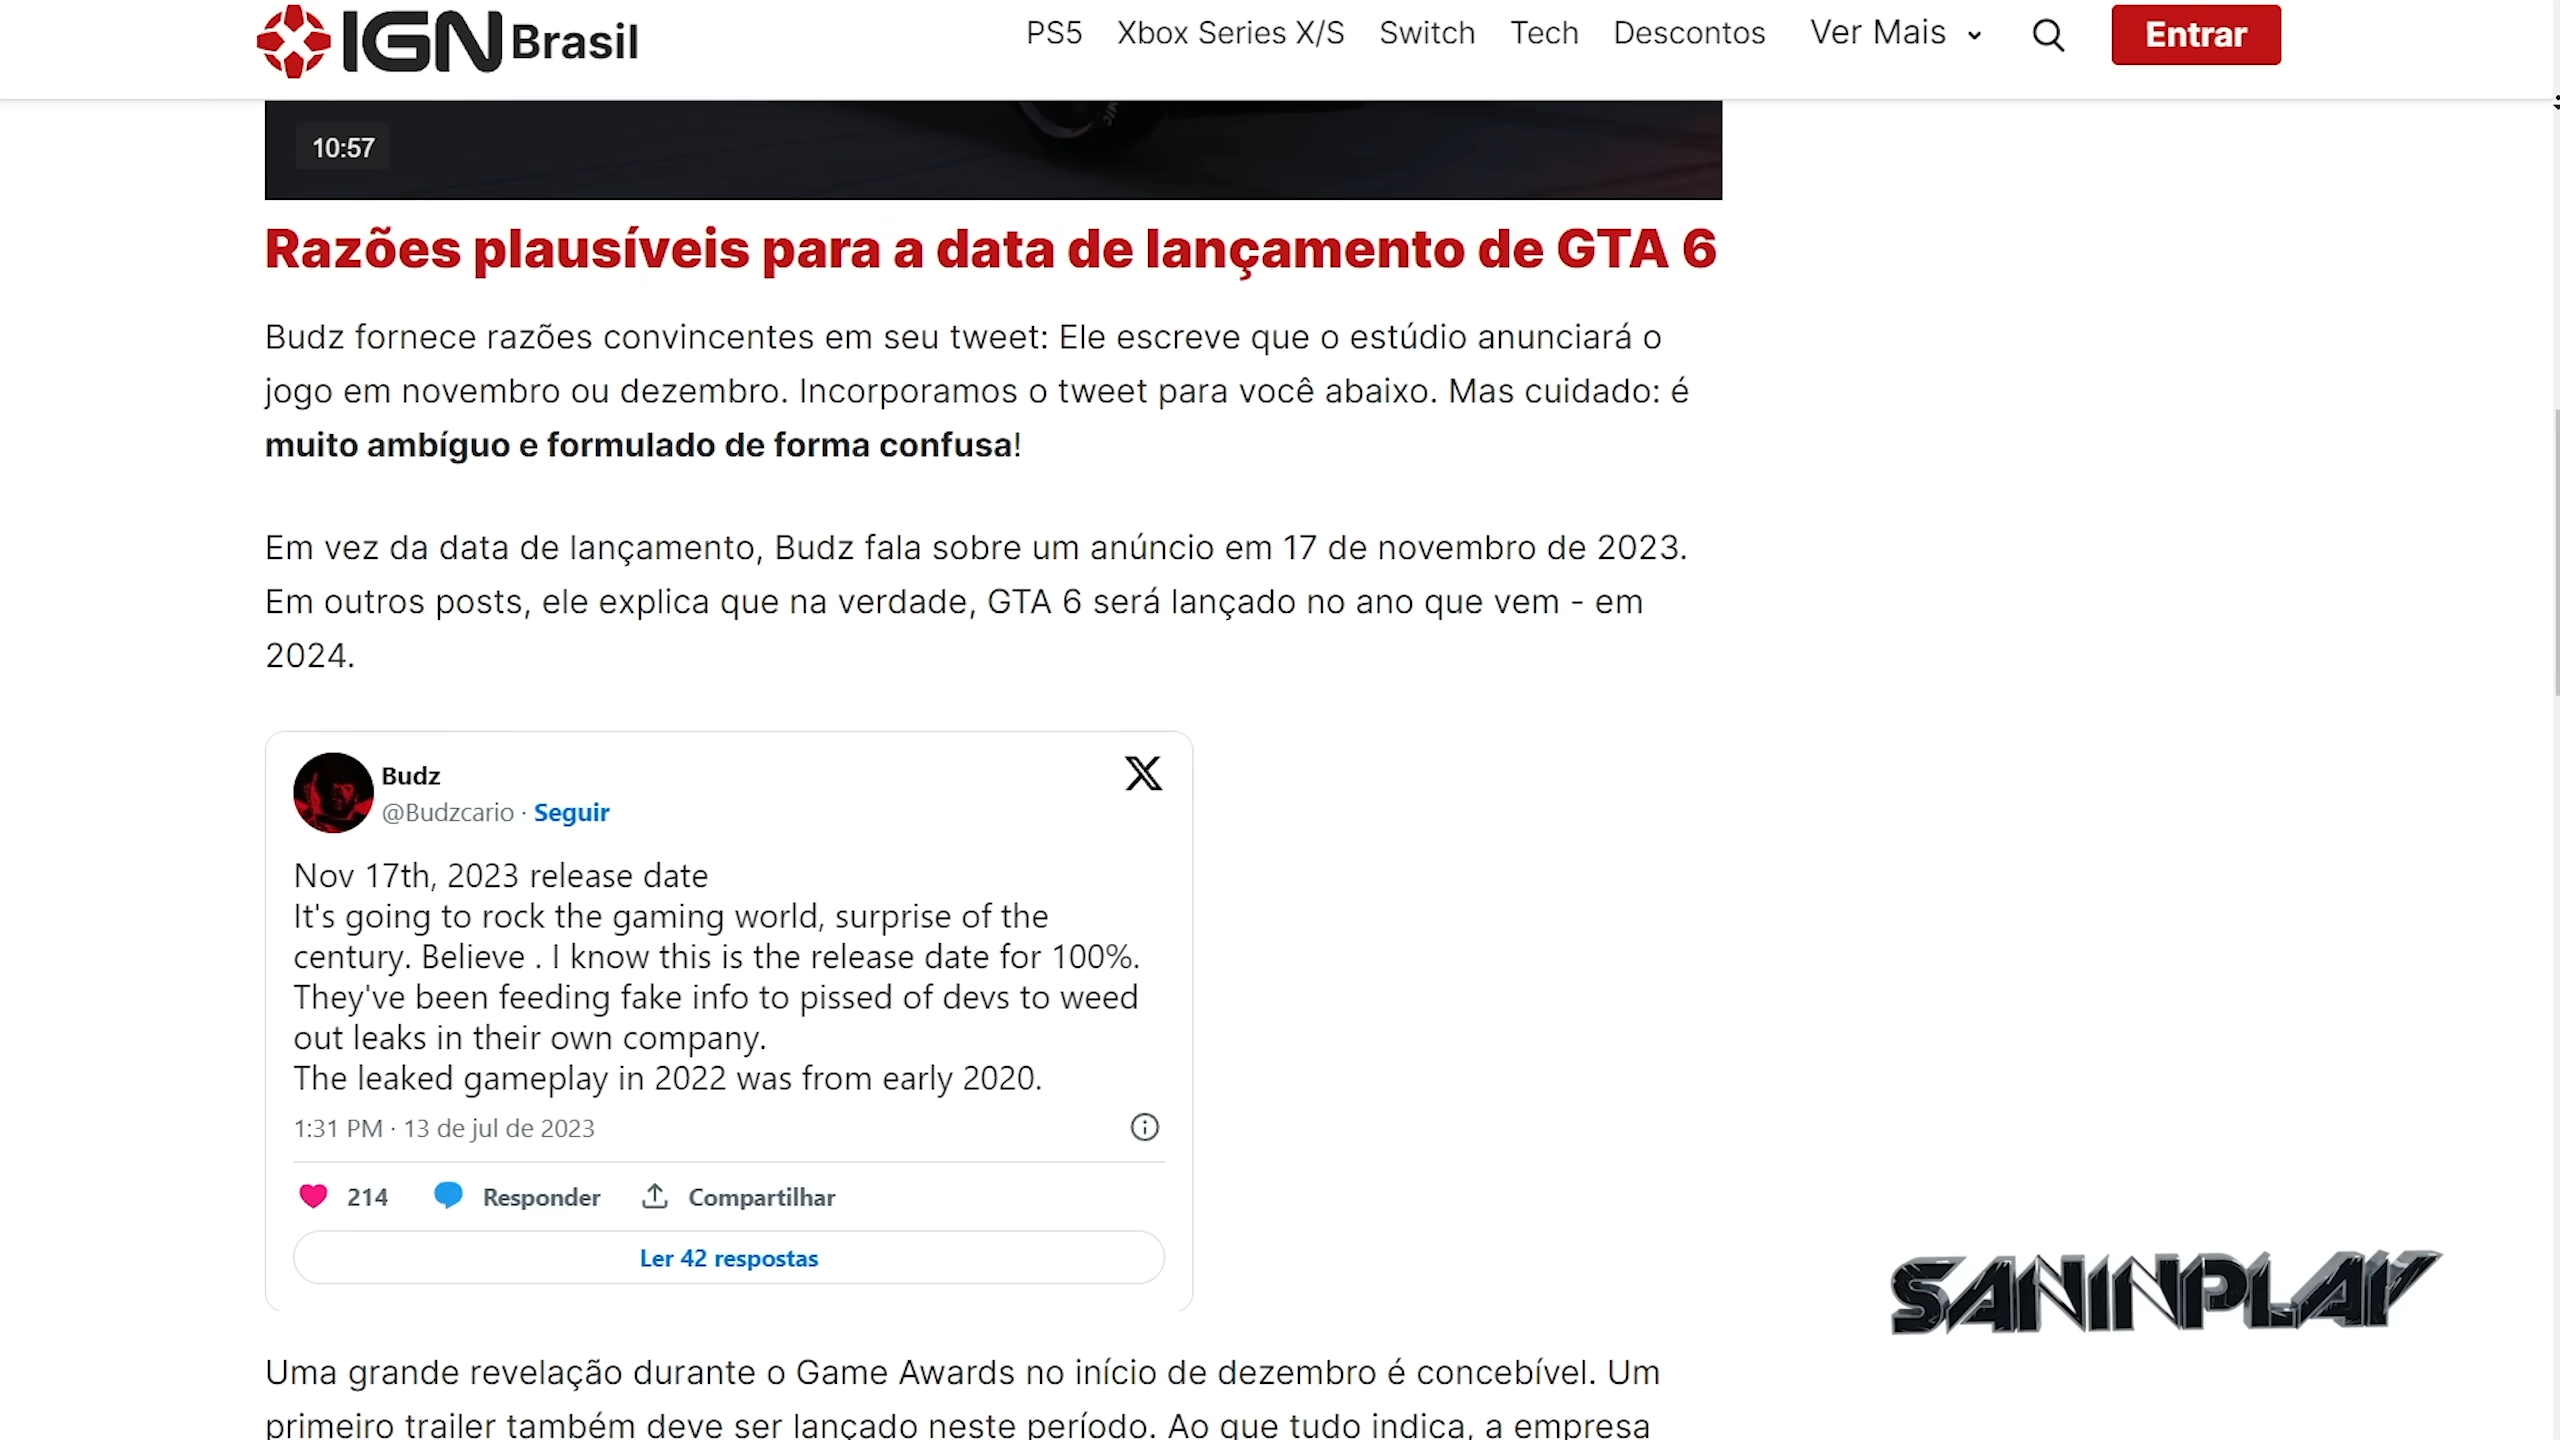 IGN Brasil
PS5 Xbox Series X/S Switch Tech Descontos Ver Mais Entrar
10:57
Razões plausíveis para a data de lançamento de GTA 6
Budz fornece razões convincentes em seu tweet: Ele escreve que o estúdio anunciará o
jogo em novembro ou dezembro. Incorporamos o tweet para você abaixo. Mas cuidado: é
muito ambíguo e formulado de forma confusa!
Em vez da data de lançamento, Budz fala sobre um anúncio em 17 de novembro de 2023.
Em outros posts, ele explica que na verdade, GTA 6 será lançado no ano que vem - em
2024.
Budz
@Budzcario · Seguir
Nov 17th, 2023 release date
It's going to rock the gaming world, surprise of the
century. Believe . I know this is the release date for 100%.
They've been feeding fake info to pissed of devs to weed
out leaks in their own company.
The leaked gameplay in 2022 was from early 2020.
1:31 PM · 13 de jul de 2023
214 Responder Compartilhar
Ler 42 respostas
SANINPLAY
Uma grande revelação durante o Game Awards no início de dezembro é concebível. Um
primeiro trailer também deve ser lançado neste período. Ao que tudo indica, a empresa